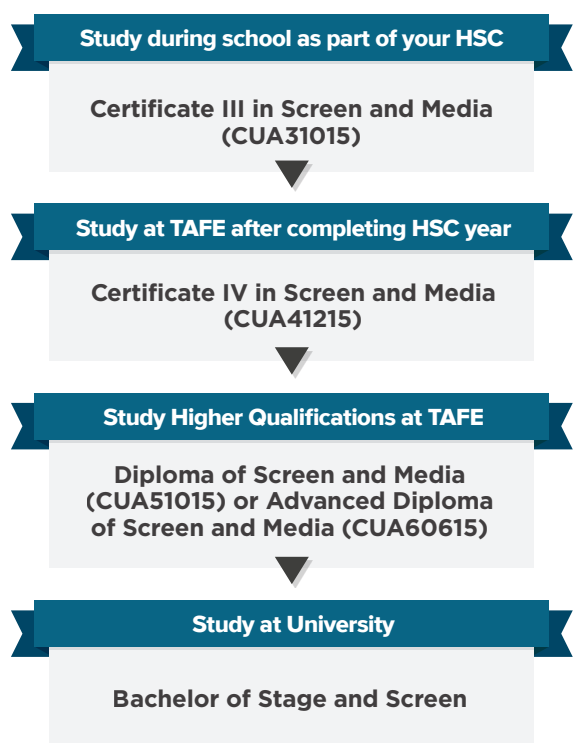 Study during school as part of your HSC
Certificate III in Screen and Media
(CUA31015)
Study at TAFE after completing HSC year
Certificate IV in Screen and Media
(CUA41215)
Study Higher Qualifications at TAFE
Diploma of Screen and Media
(CUA51015) or Advanced Diploma
of Screen and Media (CUA60615)
Study at University
Bachelor of Stage and Screen